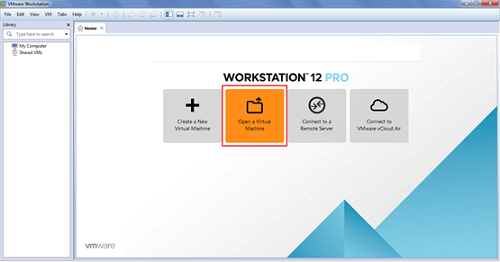 VMware Workstation
File Edit View VM Tabs Help
Library
Type here to search
My Computer
Shared VMs
Home
WORKSTATION™ 12 PRO
Create a New
Virtual Machine
Open a Virtual
Machine
Connect to a
Remote Server
Connect to
VMware vCloud Air
vmware